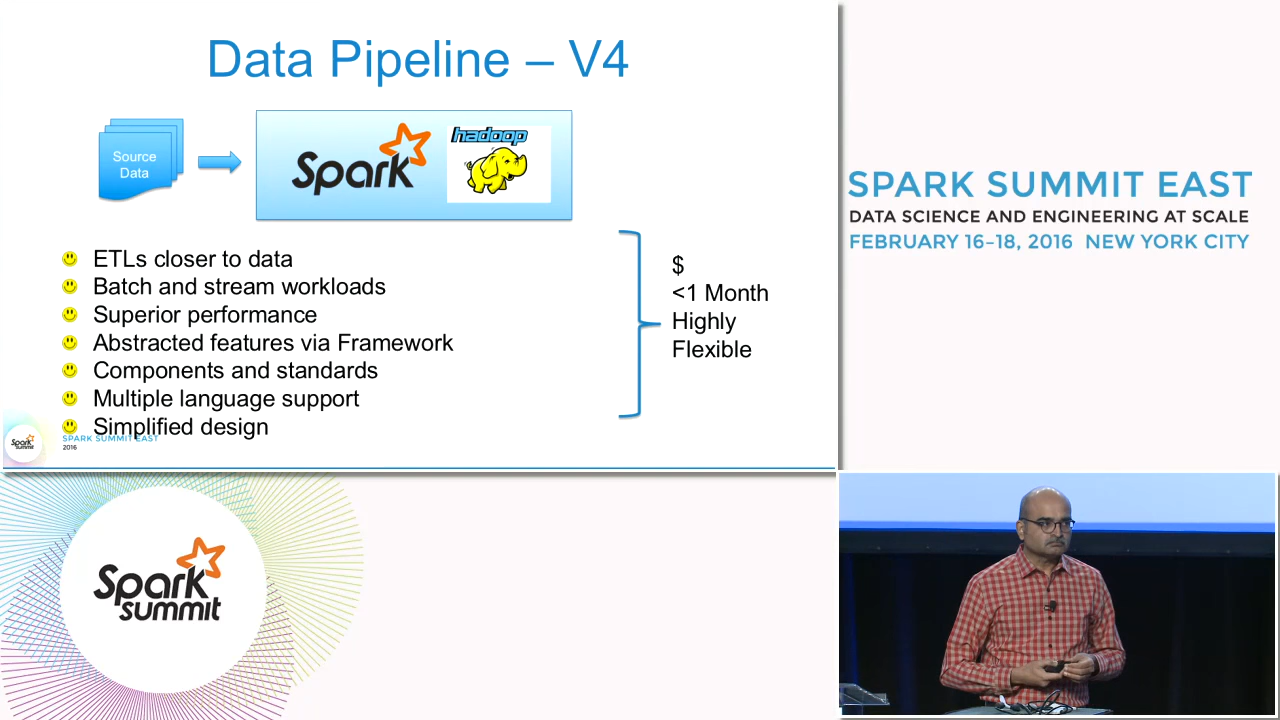 Data Pipeline – V4
Source
Data
Spark
hadoop
ETLs closer to data
Batch and stream workloads
Superior performance
Abstracted features via Framework
Components and standards
Multiple language support
Simplified design
$
<1 Month
Highly
Flexible
Spark
summit
SPARK SUMMIT EAST
2016
SPARK SUMMIT EAST
DATA SCIENCE AND ENGINEERING AT SCALE
FEBRUARY 16–18, 2016 NEW YORK CITY
Spark
summit